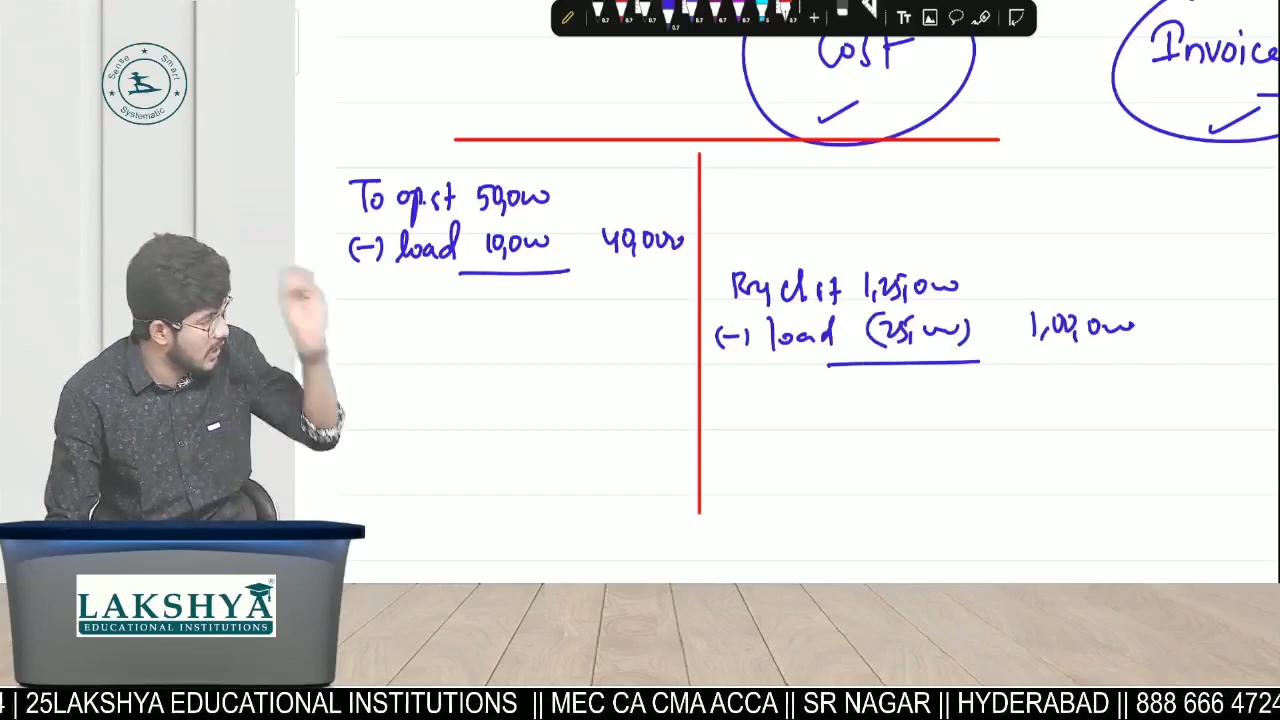 Sense Smart
Systematic
Cost
Invoice
To op.st 50,000
(-) load 10,000 40,000
By cl st 1,25,000
(-) load (25,000) 1,00,000
LAKSHYA®
EDUCATIONAL INSTITUTIONS
4 | 25LAKSHYA EDUCATIONAL INSTITUTIONS || MEC CA CMA ACCA || SR NAGAR || HYDERABAD || 888 666 4724